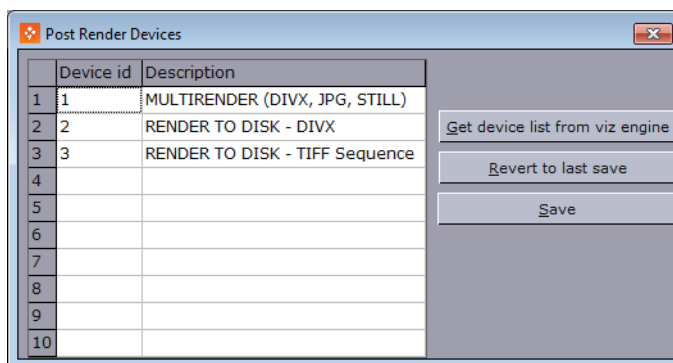 Post Render Devices
Device id Description
1 1 MULTIRENDER (DIVX, JPG, STILL)
2 2 RENDER TO DISK - DIVX
3 3 RENDER TO DISK - TIFF Sequence
4
5
6
7
8
9
10
Get device list from viz engine
Revert to last save
Save